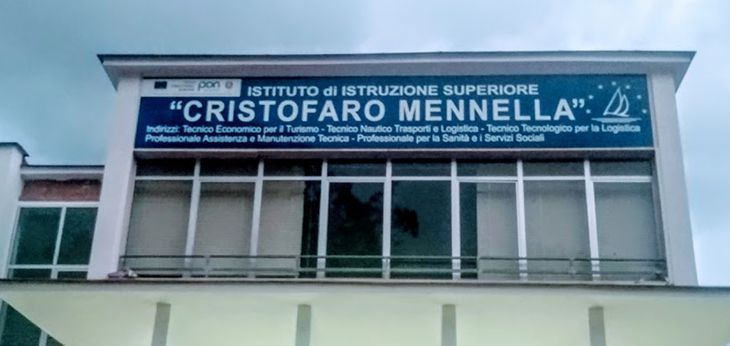 pon
ISTITUTO di ISTRUZIONE SUPERIORE
"CRISTOFARO MENNELLA"
Indirizzi: Tecnico Economico per il Turismo - Tecnico Nautico Trasporti e Logistica - Tecnico Tecnologico per la Logistica
Professionale Assistenza e Manutenzione Tecnica - Professionale per la Sanità e i Servizi Sociali